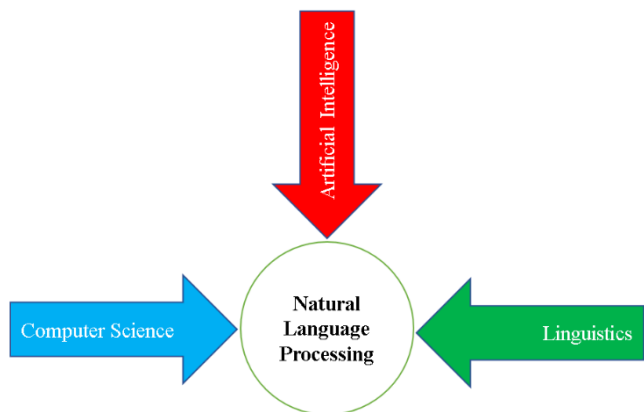 Artificial Intelligence
Computer Science
Natural
Language
Processing
Linguistics